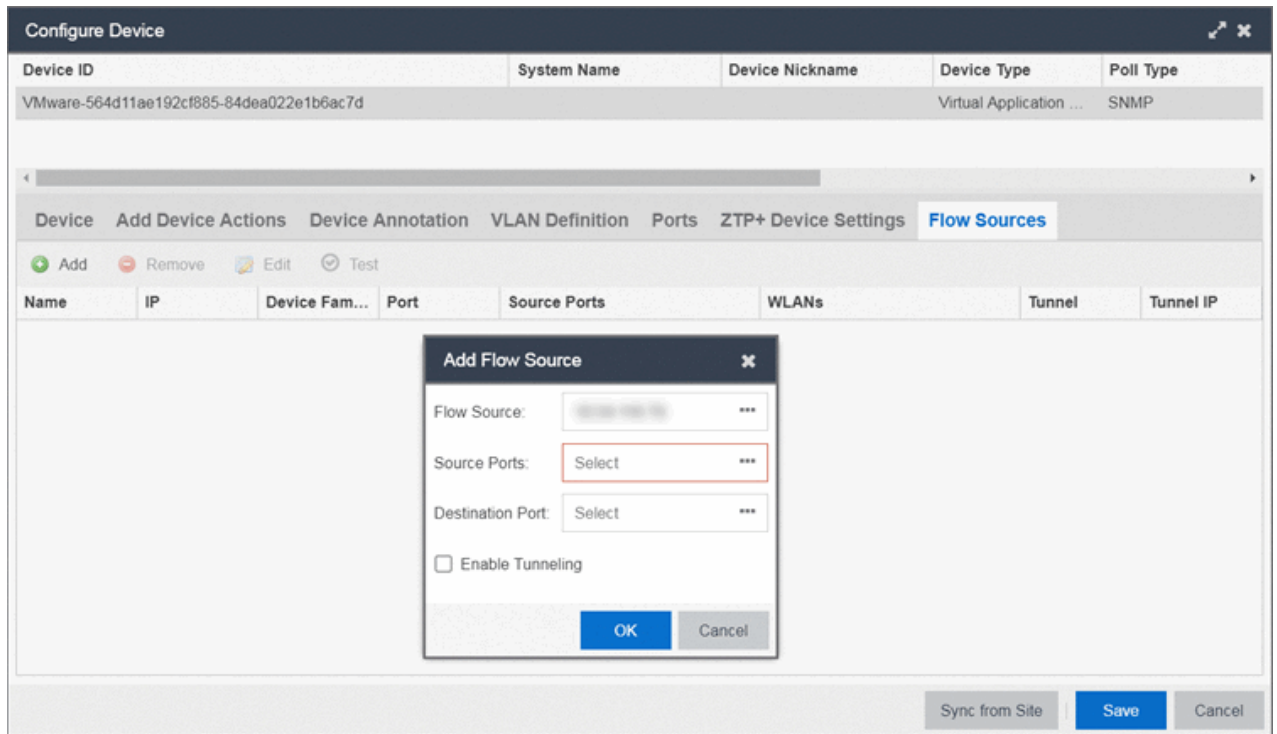 Configure Device
Device ID System Name Device Nickname Device Type Poll Type
VMware-564d11ae192cf885-84dea022e1b6ac7d Virtual Application ... SNMP
Device Add Device Actions Device Annotation VLAN Definition Ports ZTP+ Device Settings Flow Sources
Add Remove Edit Test
Name IP Device Fam... Port Source Ports WLANs Tunnel Tunnel IP
Add Flow Source
Flow Source: ...
Source Ports: Select ...
Destination Port: Select ...
Enable Tunneling
OK Cancel
Sync from Site Save Cancel